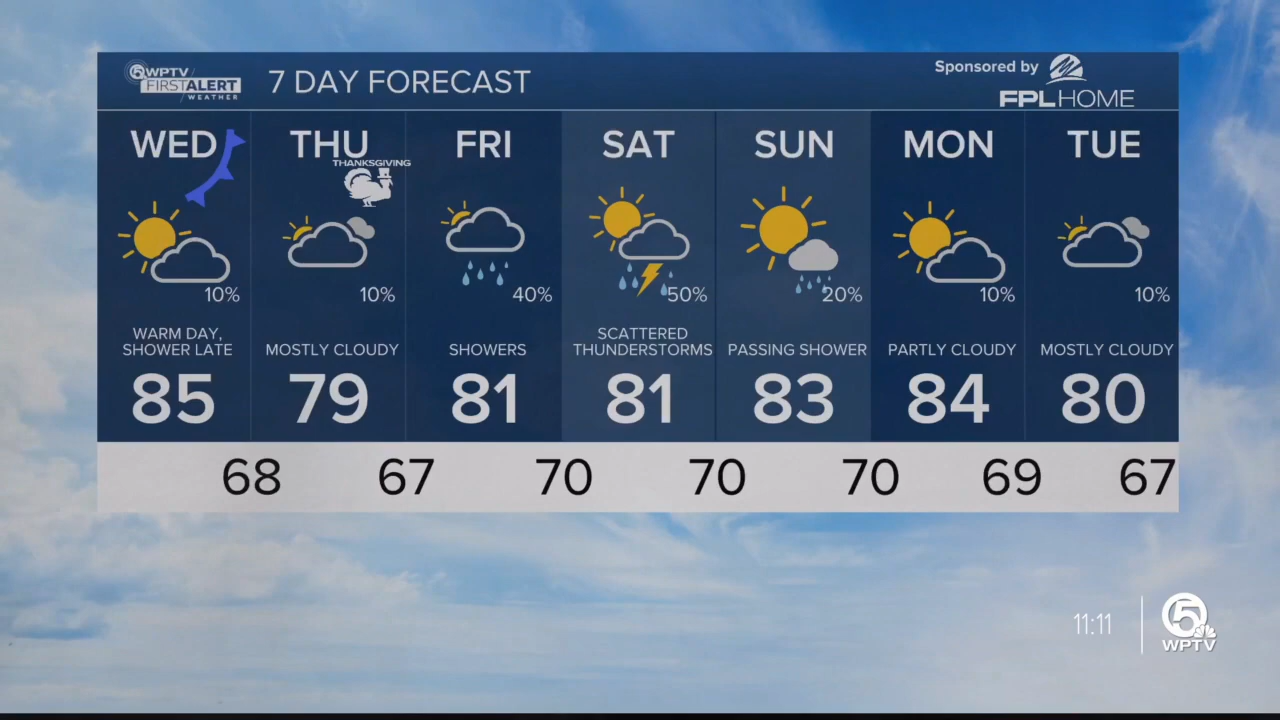 5 WPTV
FIRST ALERT
WEATHER
7 DAY FORECAST
Sponsored by
FPL HOME
WED THU FRI SAT SUN MON TUE
THANKSGIVING
10% 10% 40% 50% 20% 10% 10%
WARM DAY,
SHOWER LATE
MOSTLY CLOUDY
SHOWERS
SCATTERED
THUNDERSTORMS
PASSING SHOWER
PARTLY CLOUDY
MOSTLY CLOUDY
85 79 81 81 83 84 80
68 67 70 70 70 69 67
11:11
5
WPTV